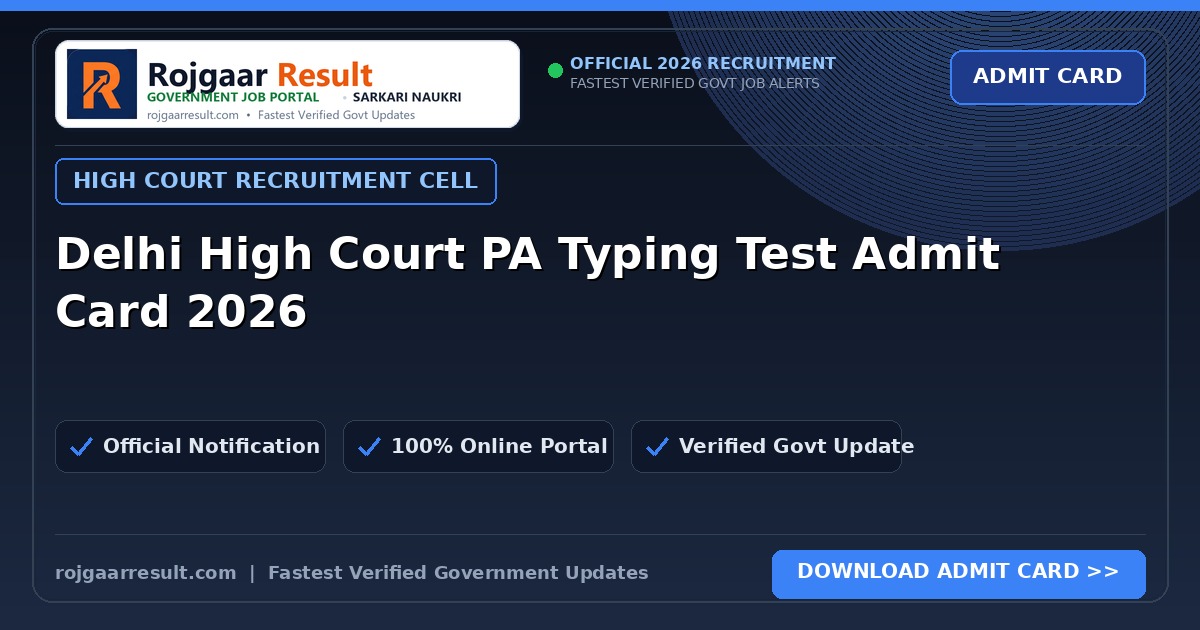 Rojgaar Result
GOVERNMENT JOB PORTAL • SARKARI NAUKRI
rojgaarresult.com • Fastest Verified Govt Updates
OFFICIAL 2026 RECRUITMENT
FASTEST VERIFIED GOVT JOB ALERTS
ADMIT CARD
HIGH COURT RECRUITMENT CELL
Delhi High Court PA Typing Test Admit
Card 2026
Official Notification
100% Online Portal
Verified Govt Update
rojgaarresult.com | Fastest Verified Government Updates
DOWNLOAD ADMIT CARD >>